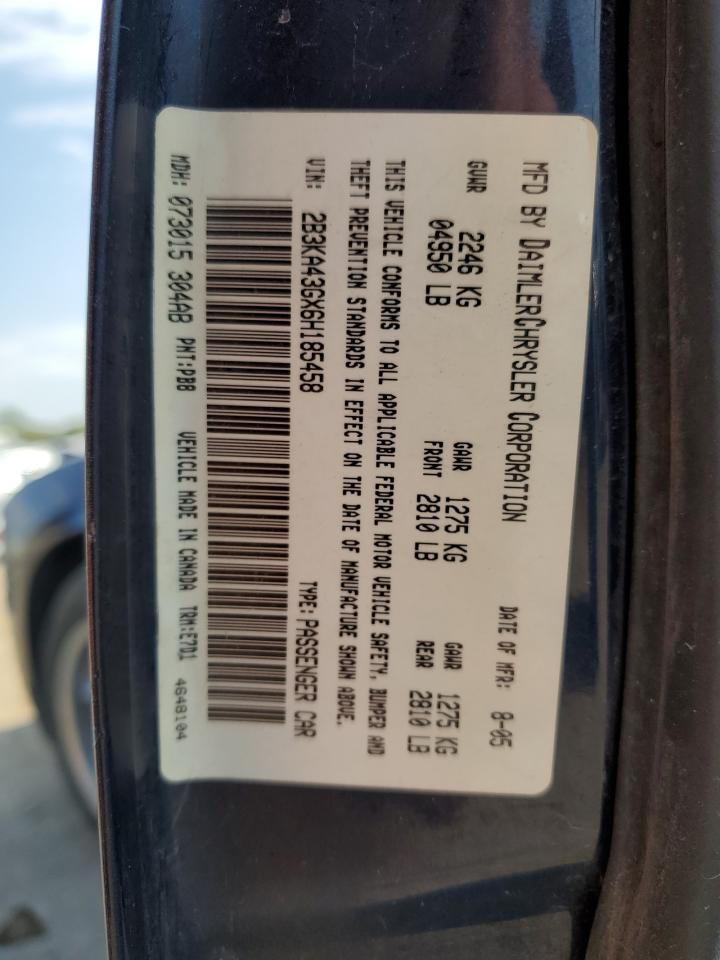 MFD BY DAIMLERCHRYSLER CORPORATION DATE OF MFR: 8-05
GVWR 2246 KG GAWR 1275 KG GAWR 1275 KG
04950 LB FRONT 2810 LB REAR 2810 LB
THIS VEHICLE CONFORMS TO ALL APPLICABLE FEDERAL MOTOR VEHICLE SAFETY, BUMPER AND
THEFT PREVENTION STANDARDS IN EFFECT ON THE DATE OF MANUFACTURE SHOWN ABOVE.
VIN: 2B3KA43GX6H185458 TYPE: PASSENGER CAR
MDH: 073015 304AB PNT:PB8 VEHICLE MADE IN CANADA TRM:E7D1 4648104